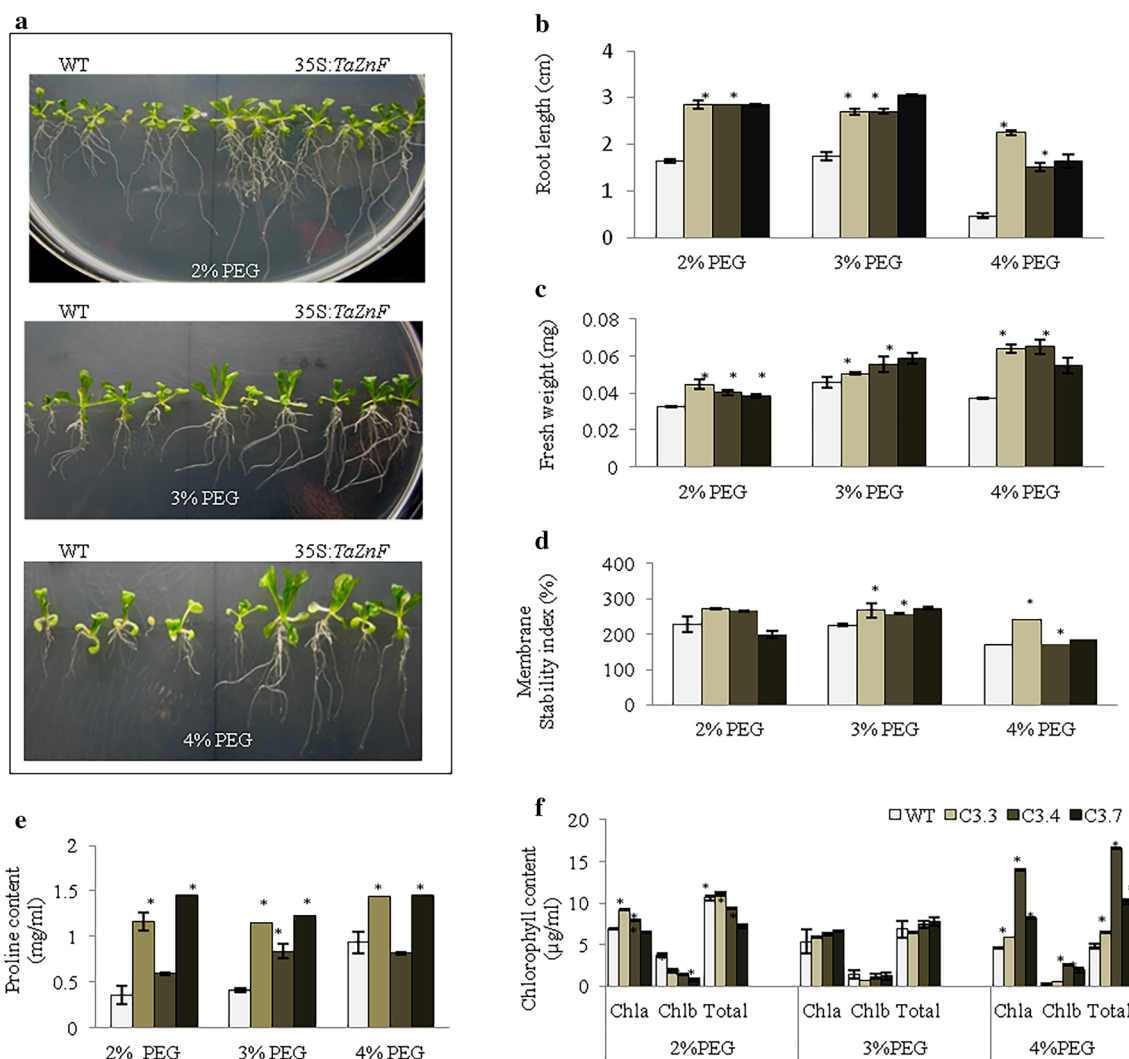 a
WT 35S:TaZnF
2% PEG
WT 35S:TaZnF
3% PEG
WT 35S:TaZnF
4% PEG
b
Root length (cm)
4
3
2
1
0
* *
* *
* *
2% PEG 3% PEG 4% PEG
c
Fresh weight (mg)
0.08
0.06
0.04
0.02
0
* * *
* *
* *
2% PEG 3% PEG 4% PEG
d
Membrane
Stability index (%)
400
300
200
100
0
* *
* *
2% PEG 3% PEG 4% PEG
e
Proline content
(mg/ml)
2
1.5
1
0.5
0
* *
* * *
* *
2% PEG 3% PEG 4% PEG
f
WT C3.3 C3.4 C3.7
Chlorophyll content
(µg/ml)
20
15
10
5
0
Chla Chlb Total Chla Chlb Total Chla Chlb Total
2%PEG 3%PEG 4%PEG